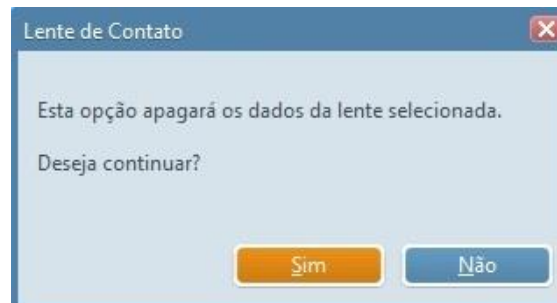 Lente de Contato
Esta opção apagará os dados da lente selecionada.
Deseja continuar?
Sim
Não